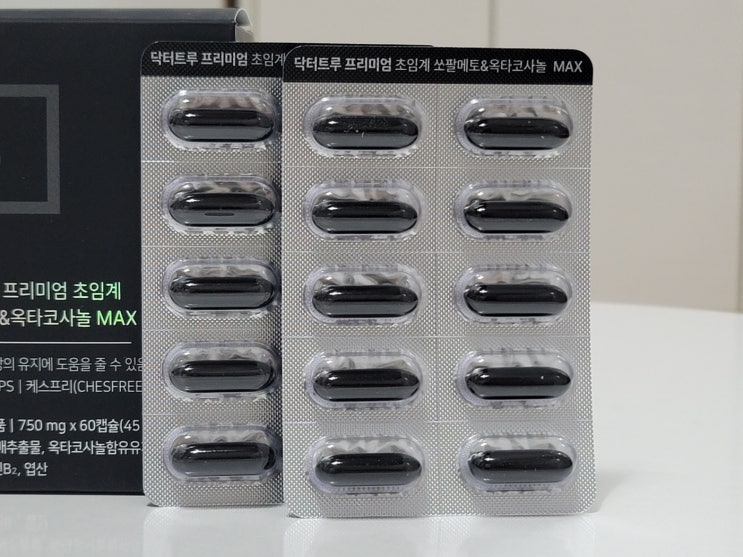 닥터트루 프리미엄 초임계
닥터트루 프리미엄 초임계 쏘팔메토&옥타코사놀 MAX
프리미엄 초임계
&옥타코사놀 MAX
의 유지에 도움을 줄 수 있음
PS | 케스프리(CHESFREE
품 | 750 mg x 60캡슐(45
배추출물, 옥타코사놀함유유
B₂, 엽산